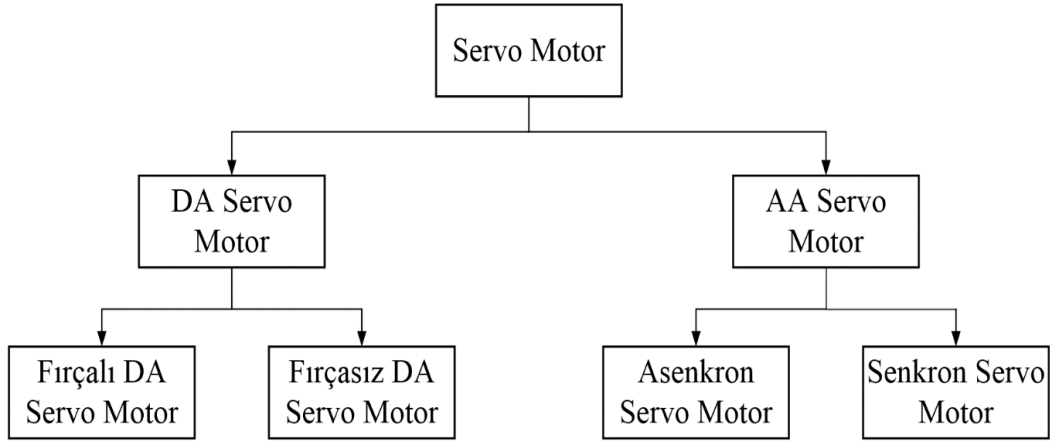 Servo Motor
DA Servo
Motor
AA Servo
Motor
Fırçalı DA
Servo Motor
Fırçasız DA
Servo Motor
Asenkron
Servo Motor
Senkron Servo
Motor